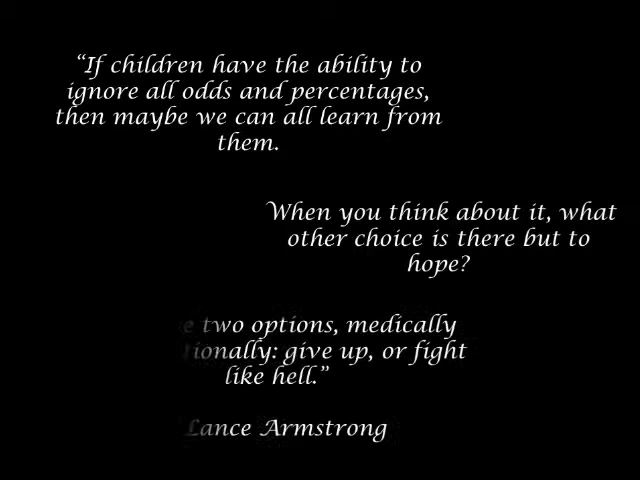 “If children have the ability to
ignore all odds and percentages,
then maybe we can all learn from
them.
When you think about it, what
other choice is there but to
hope?
two options, medically
give up, or fight
like hell.”
Lance Armstrong